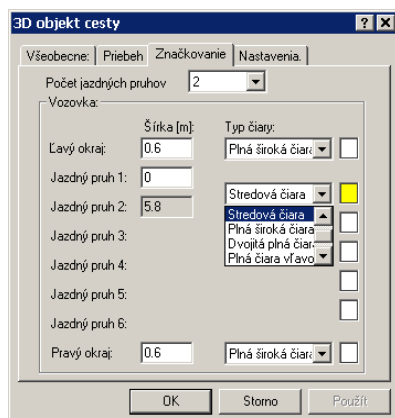 3D objekt cesty
Všeobecne: Priebeh Značkovanie Nastavenia.
Počet jazdných pruhov 2
Vozovka:
Šírka [m]: Typ čiary:
Ľavý okraj: 0.6 Plná široká čiara
Jazdný pruh 1: 0
Stredová čiara
Jazdný pruh 2: 5.8
Stredová čiara
Plná široká čiara
Jazdný pruh 3:
Dvojitá plná čiara
Jazdný pruh 4:
Plná čiara vľavo
Jazdný pruh 5:
Jazdný pruh 6:
Pravý okraj: 0.6 Plná široká čiara
OK Storno Použít